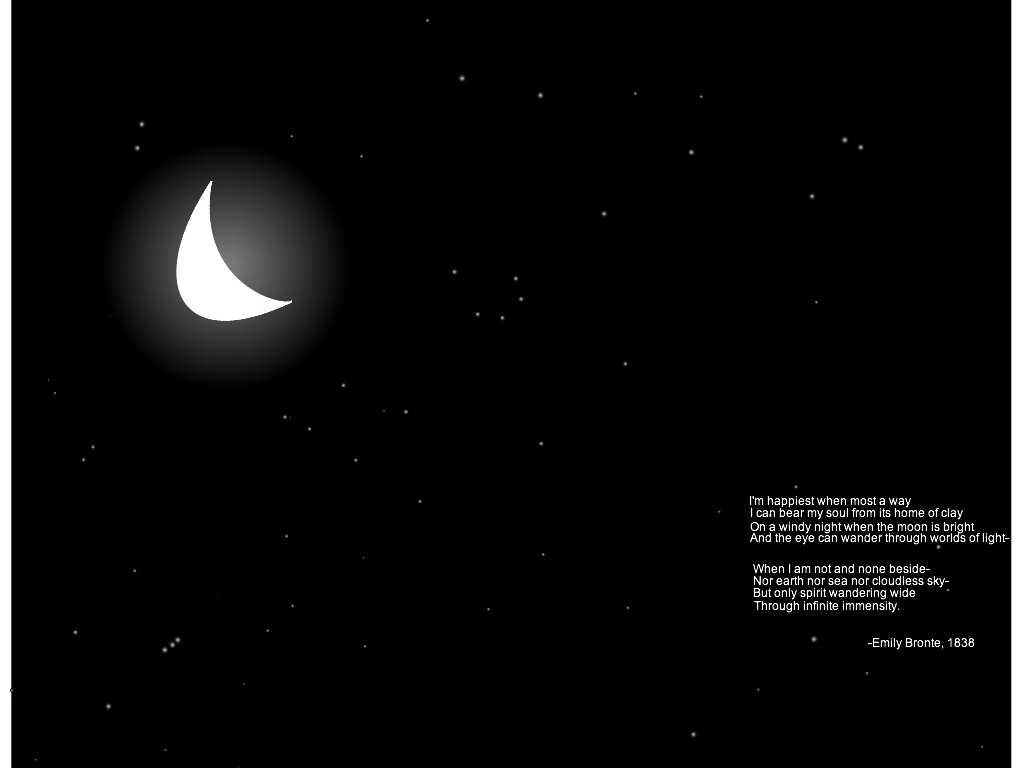 I'm happiest when most a way
I can bear my soul from its home of clay
On a windy night when the moon is bright
And the eye can wander through worlds of light-
When I am not and none beside-
Nor earth nor sea nor cloudless sky-
But only spirit wandering wide
Through infinite immensity.
-Emily Bronte, 1838